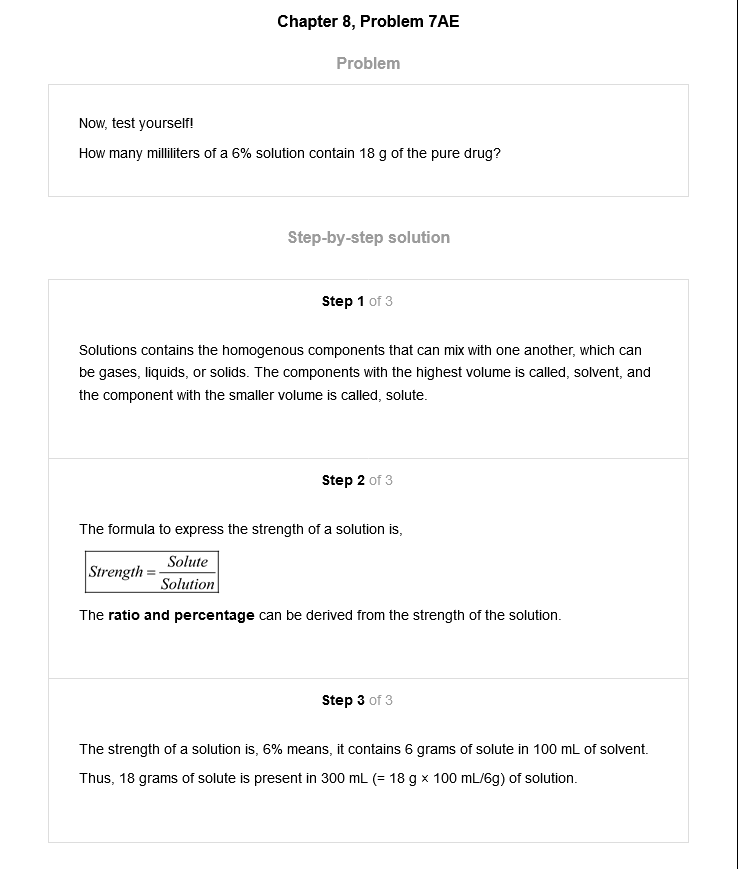 Chapter 8, Problem 7AE
Problem
Now, test yourself!
How many milliliters of a 6% solution contain 18 g of the pure drug?
Step-by-step solution
Step 1 of 3
Solutions contains the homogenous components that can mix with one another, which can
be gases, liquids, or solids. The components with the highest volume is called, solvent, and
the component with the smaller volume is called, solute.
Step 2 of 3
The formula to express the strength of a solution is,
Strength = Solute / Solution
The ratio and percentage can be derived from the strength of the solution.
Step 3 of 3
The strength of a solution is, 6% means, it contains 6 grams of solute in 100 mL of solvent.
Thus, 18 grams of solute is present in 300 mL (= 18 g × 100 mL/6g) of solution.